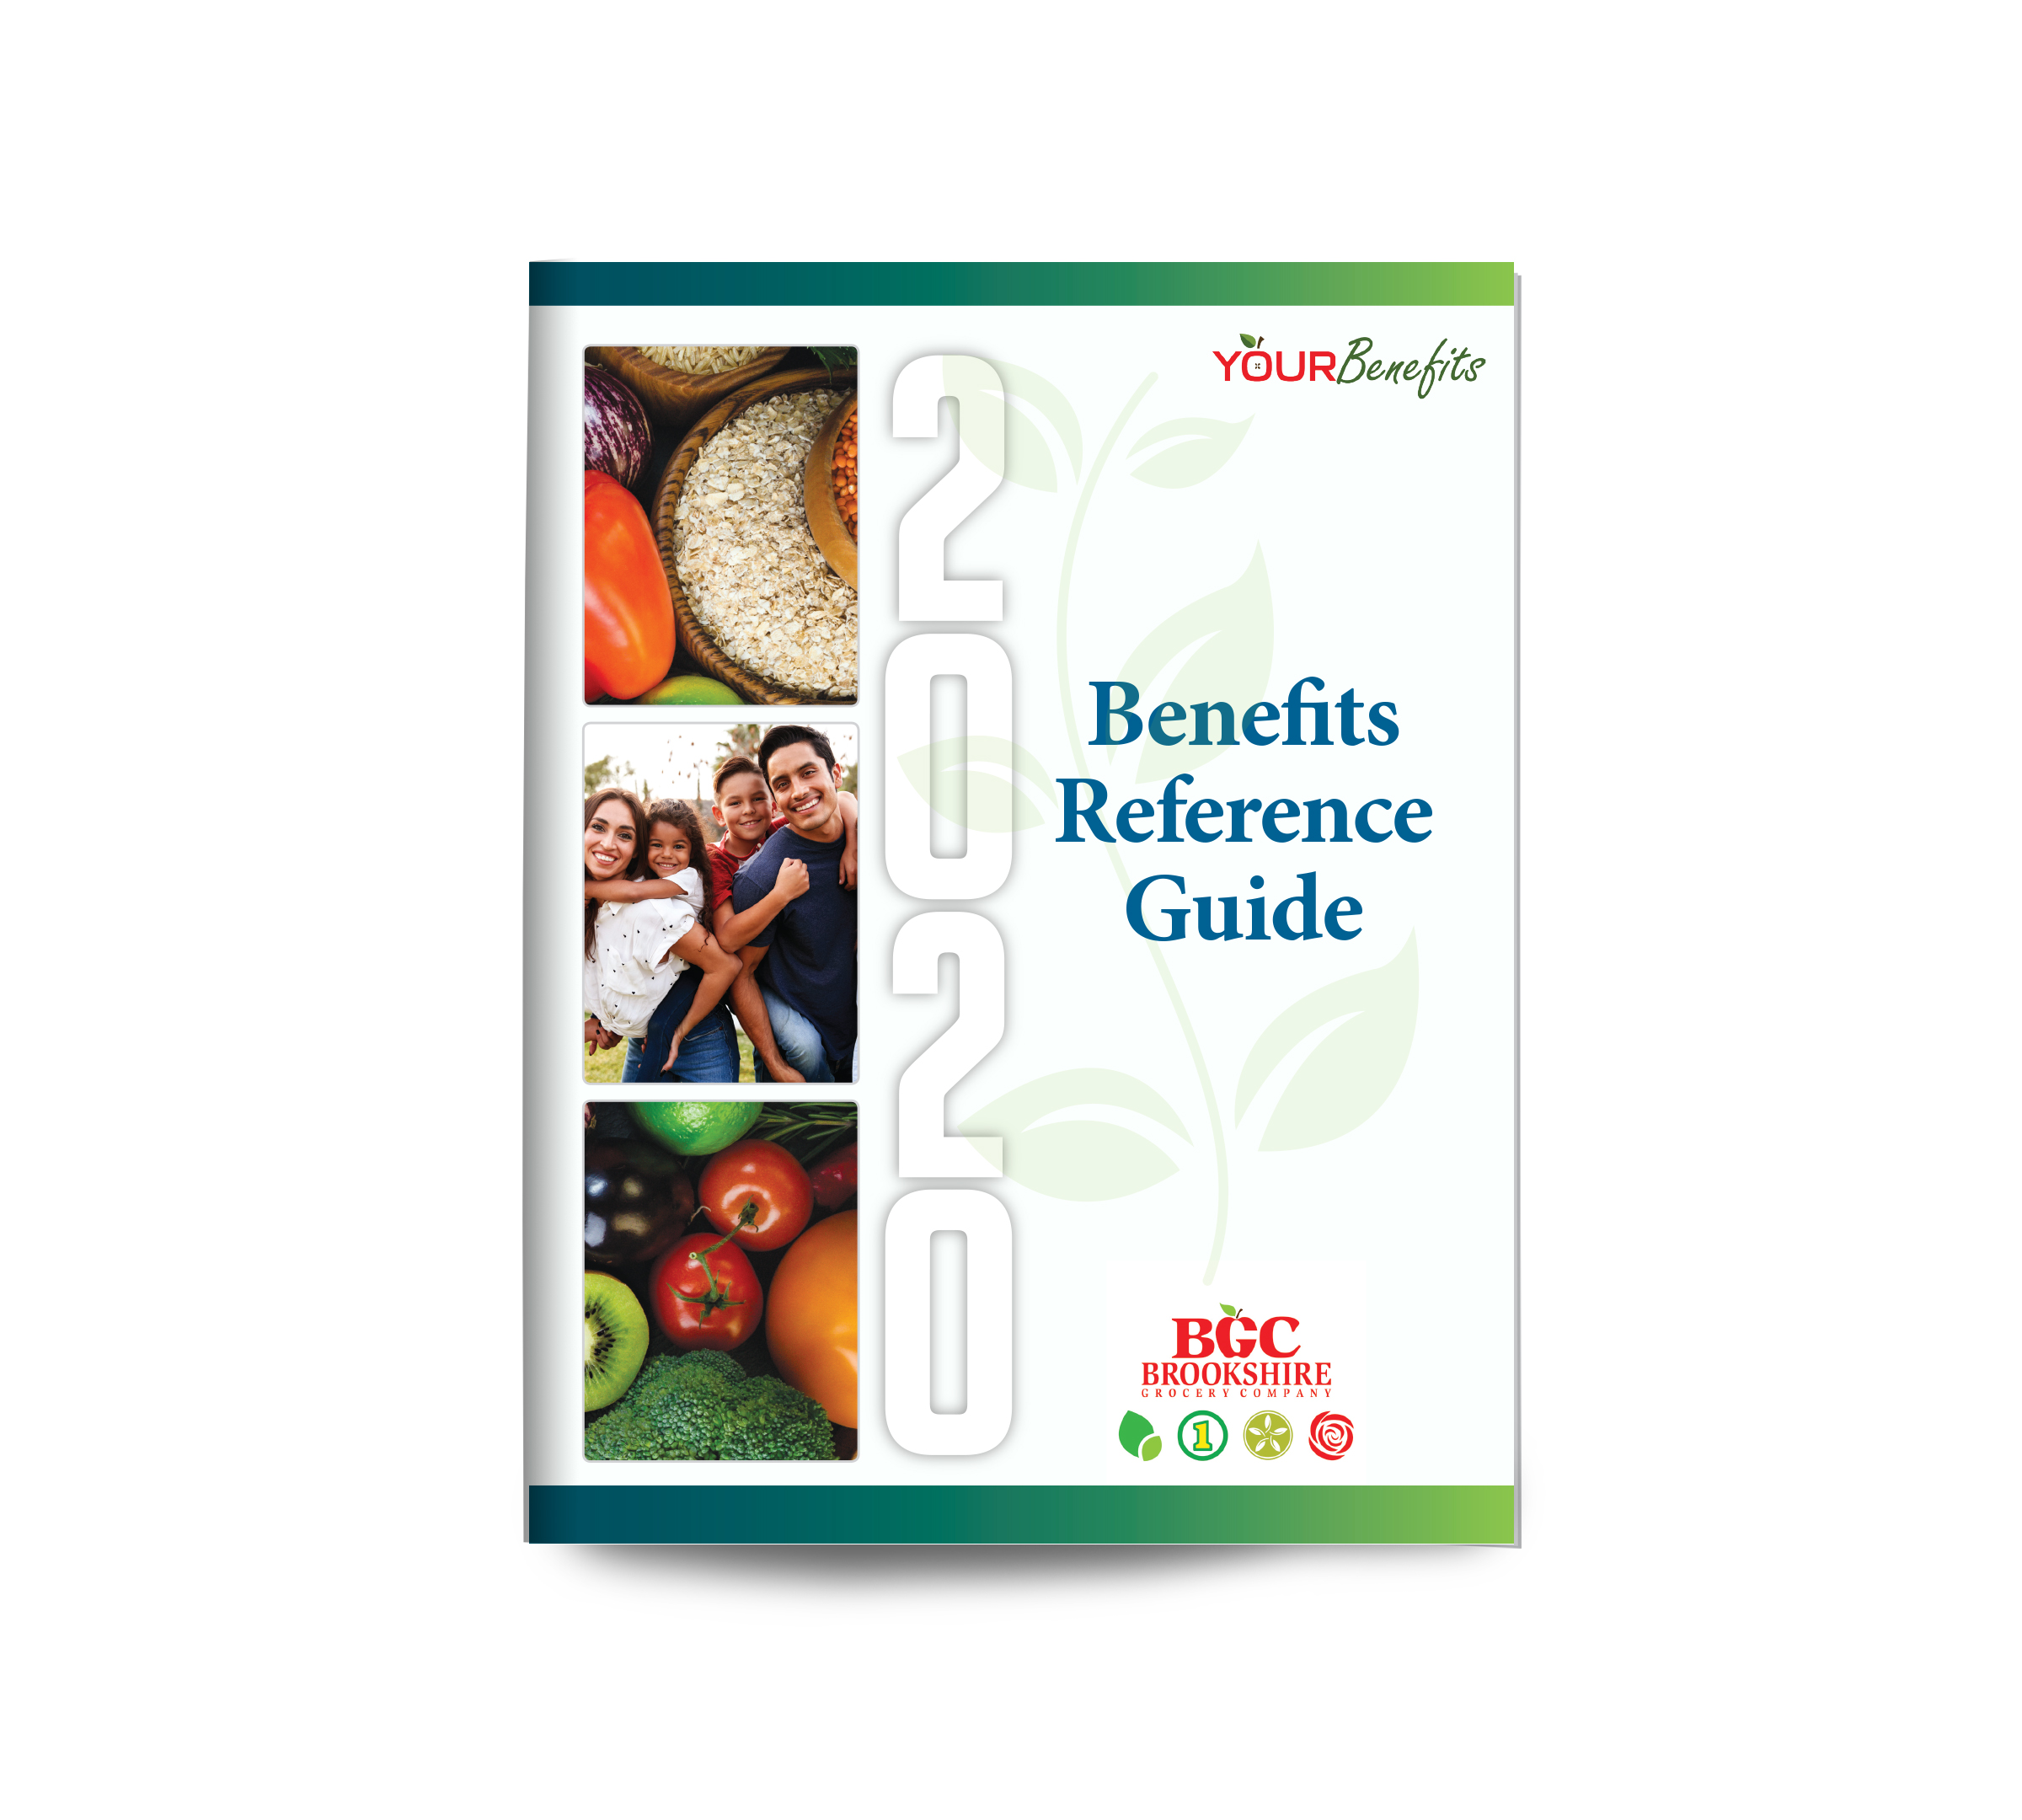 YOURBenefits
2020
Benefits
Reference
Guide
BGC
BROOKSHIRE
GROCERY COMPANY
1